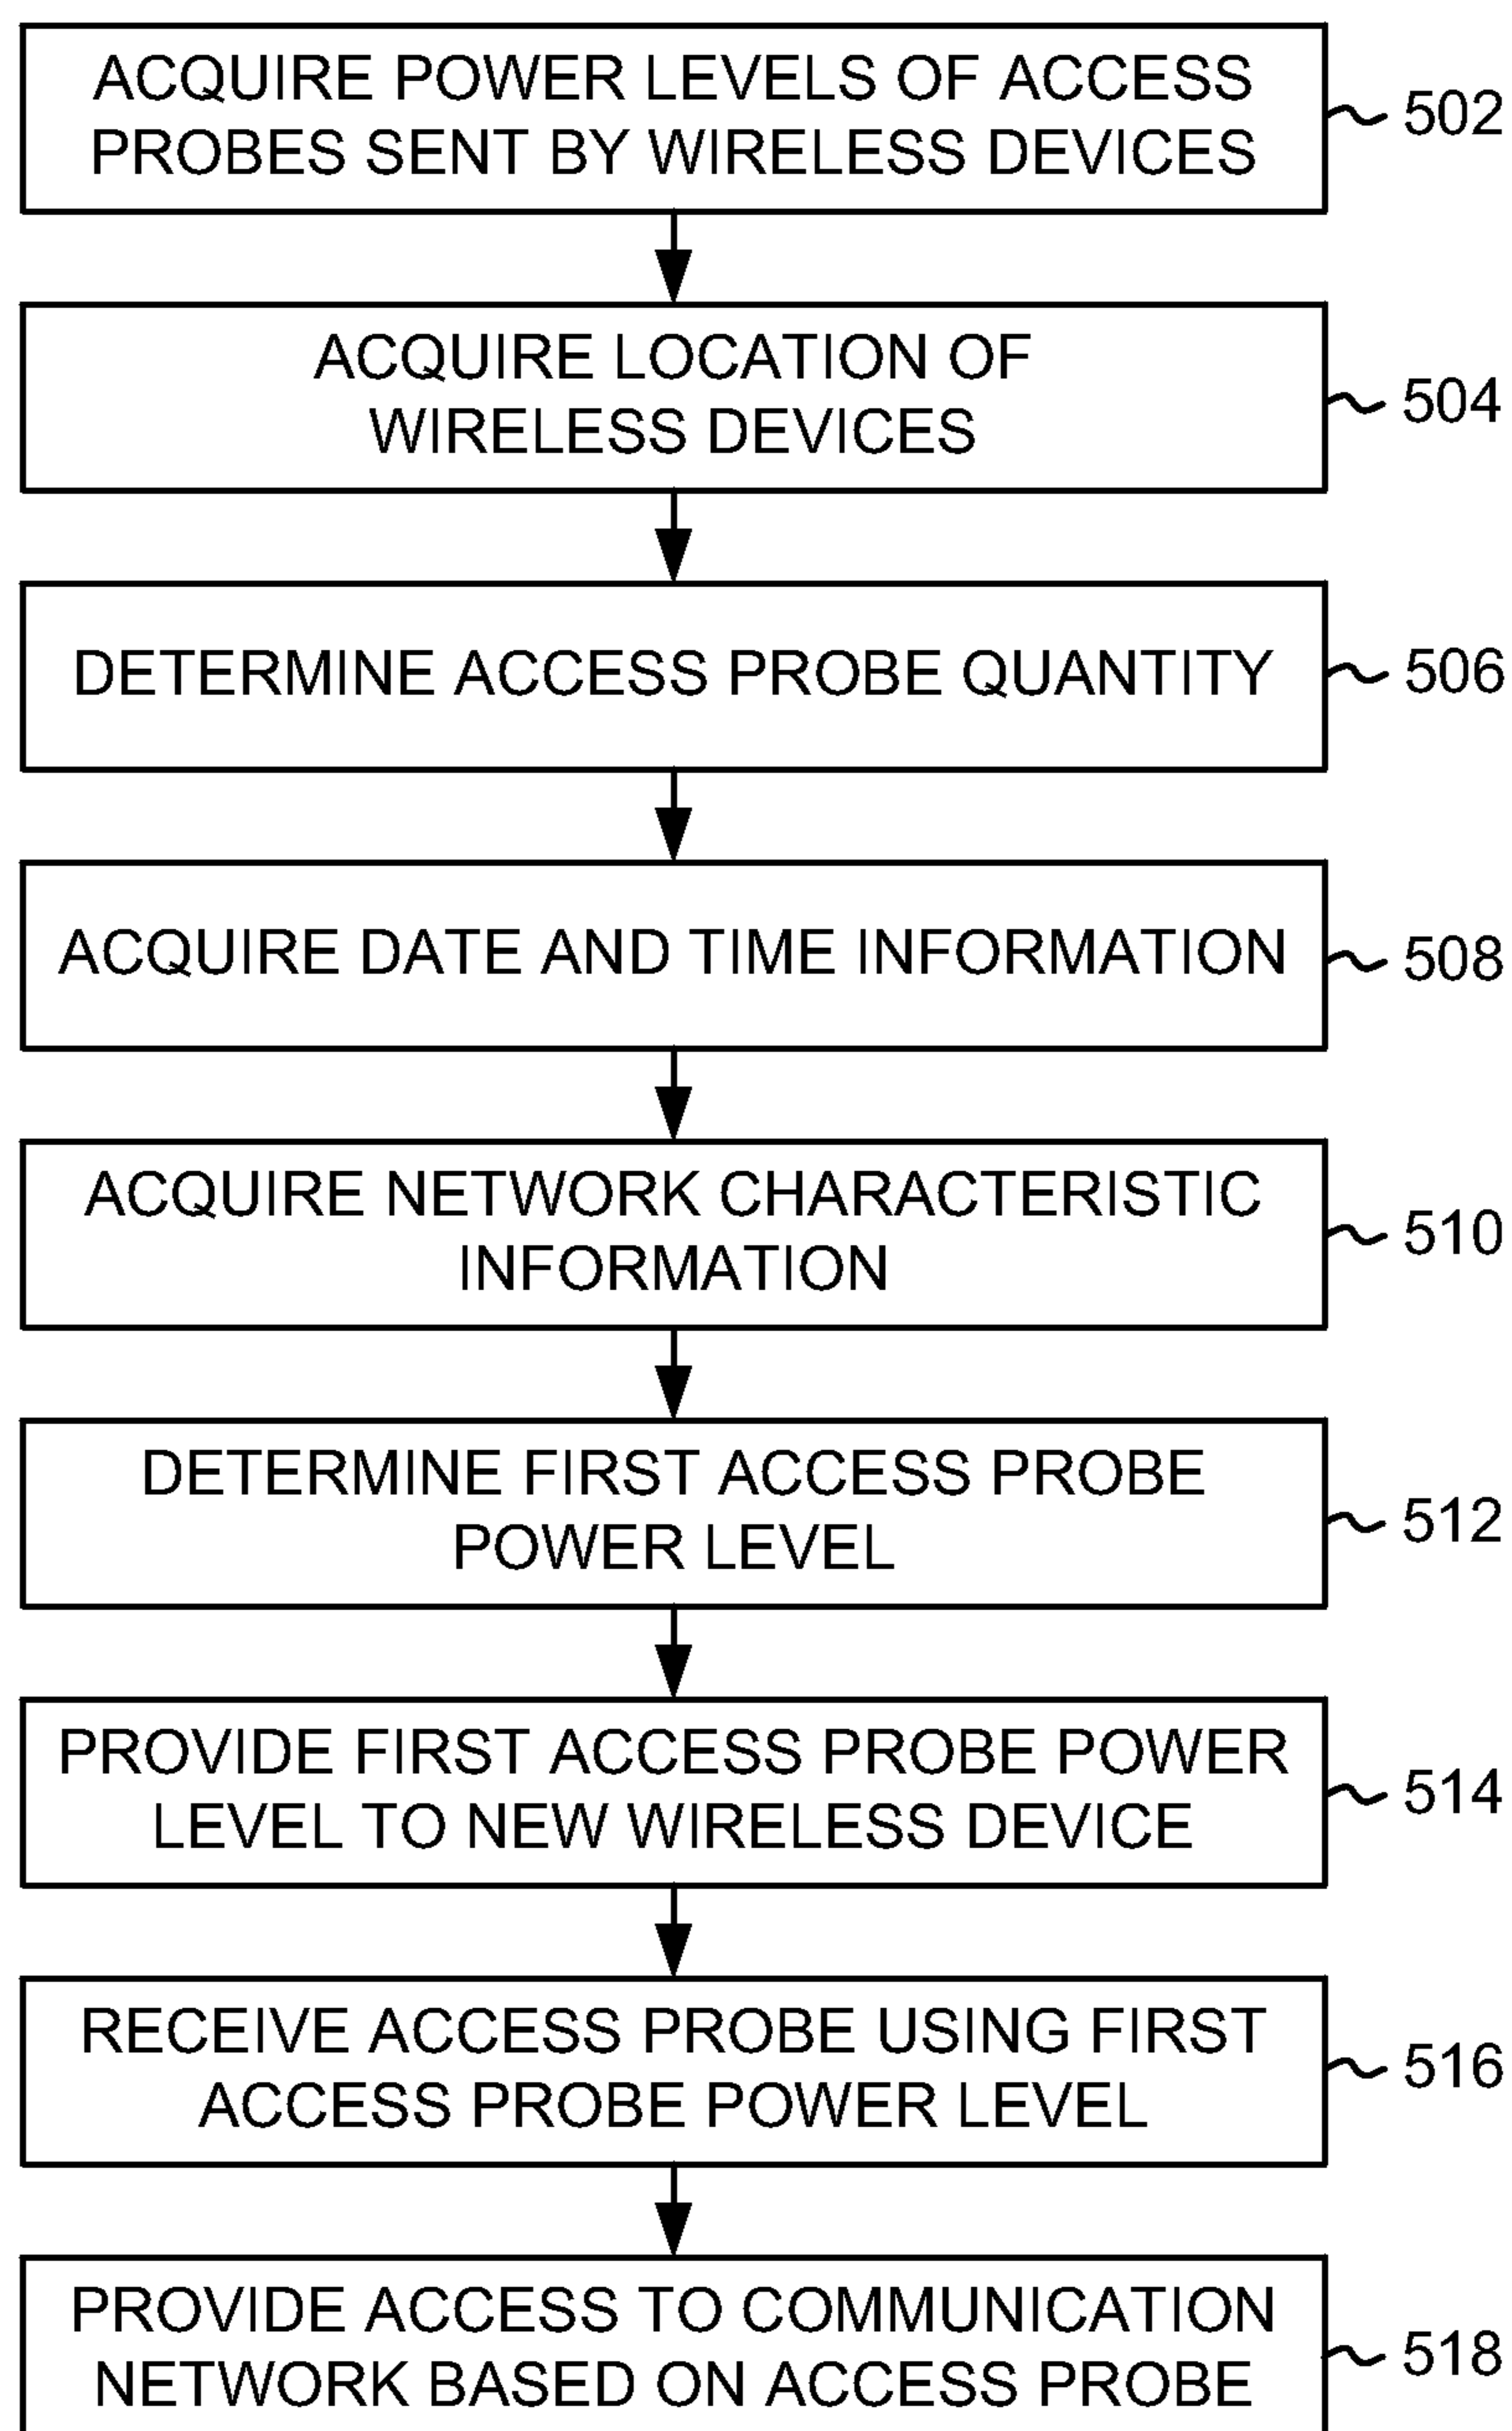 ACQUIRE POWER LEVELS OF ACCESS
PROBES SENT BY WIRELESS DEVICES
502
ACQUIRE LOCATION OF
WIRELESS DEVICES
504
DETERMINE ACCESS PROBE QUANTITY
506
ACQUIRE DATE AND TIME INFORMATION
508
ACQUIRE NETWORK CHARACTERISTIC
INFORMATION
510
DETERMINE FIRST ACCESS PROBE
POWER LEVEL
512
PROVIDE FIRST ACCESS PROBE POWER
LEVEL TO NEW WIRELESS DEVICE
514
RECEIVE ACCESS PROBE USING FIRST
ACCESS PROBE POWER LEVEL
516
PROVIDE ACCESS TO COMMUNICATION
NETWORK BASED ON ACCESS PROBE
518